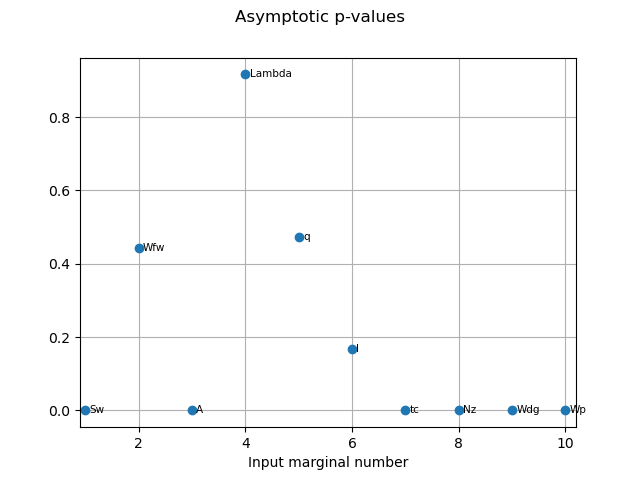 Asymptotic p-values
0.8
0.6
0.4
0.2
0.0
Lambda
q
Wfw
l
Sw
A
tc
Nz
Wdg
Wp
2
4
6
8
10
Input marginal number